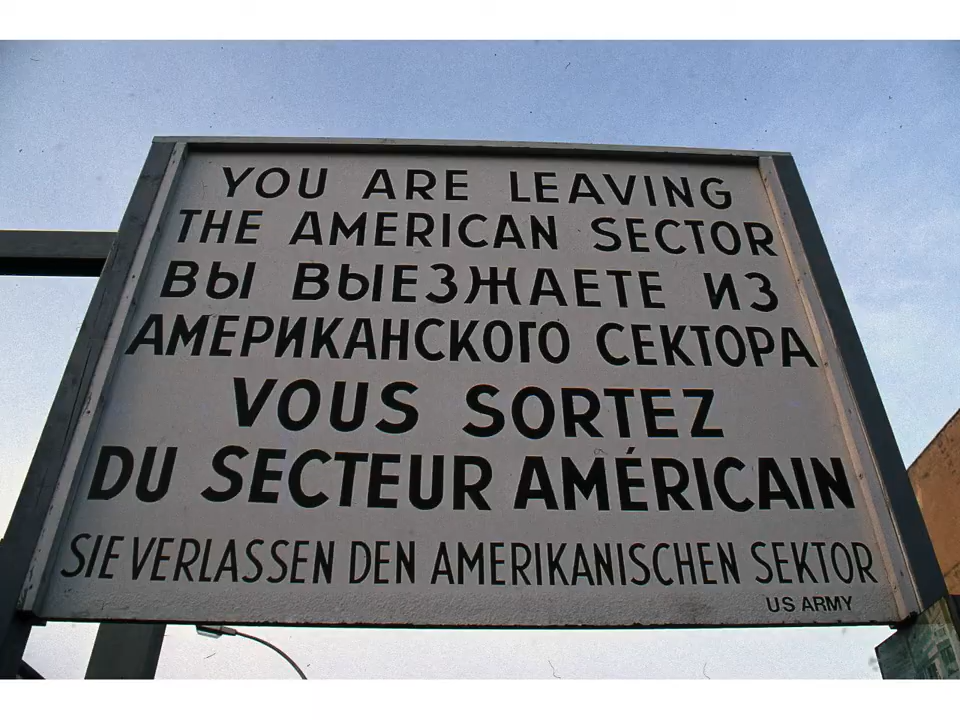 YOU ARE LEAVING
THE AMERICAN SECTOR
ВЫ ВЫЕЗЖАЕТЕ ИЗ
АМЕРИКАНСКОГО СЕКТОРА
VOUS SORTEZ
DU SECTEUR AMÉRICAIN
SIE VERLASSEN DEN AMERIKANISCHEN SEKTOR
US ARMY